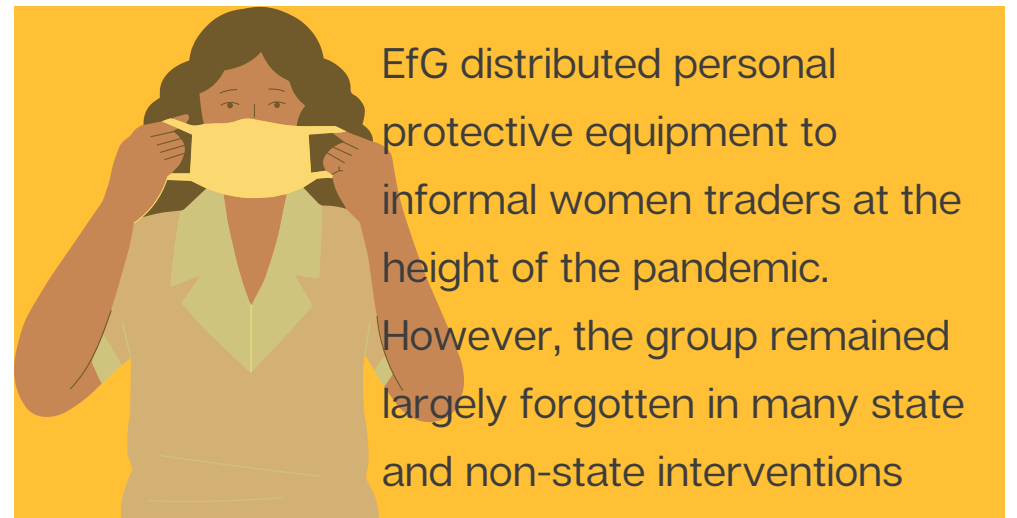 EfG distributed personal
protective equipment to
informal women traders at the
height of the pandemic.
However, the group remained
largely forgotten in many state
and non-state interventions